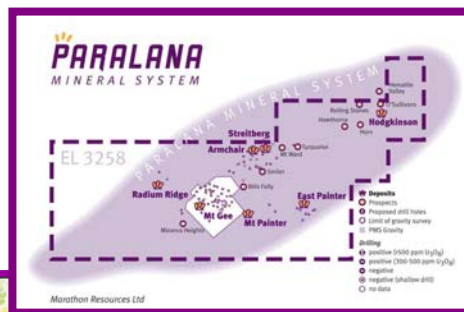 PARALANA
MINERAL SYSTEM
PARALANA MINERAL SYSTEM
EL 3258
Hematite
Valley
Rolling Stones
O'Sullivans
Hawthorne
Hodgkinson
Horn
Streitberg
Armchair
Turquoise
Mt Ward
Smiler
Radium Ridge
Bills Folly
East Painter
Mt Gee
Mt Painter
Minerva Heights
Deposits
Prospects
Proposed drill holes
Limit of gravity survey
PMS Gravity
Drilling
positive (>500 ppm U3O8)
positive (300-500 ppm U3O8)
negative
negative (shallow drill)
no data
Marathon Resources Ltd